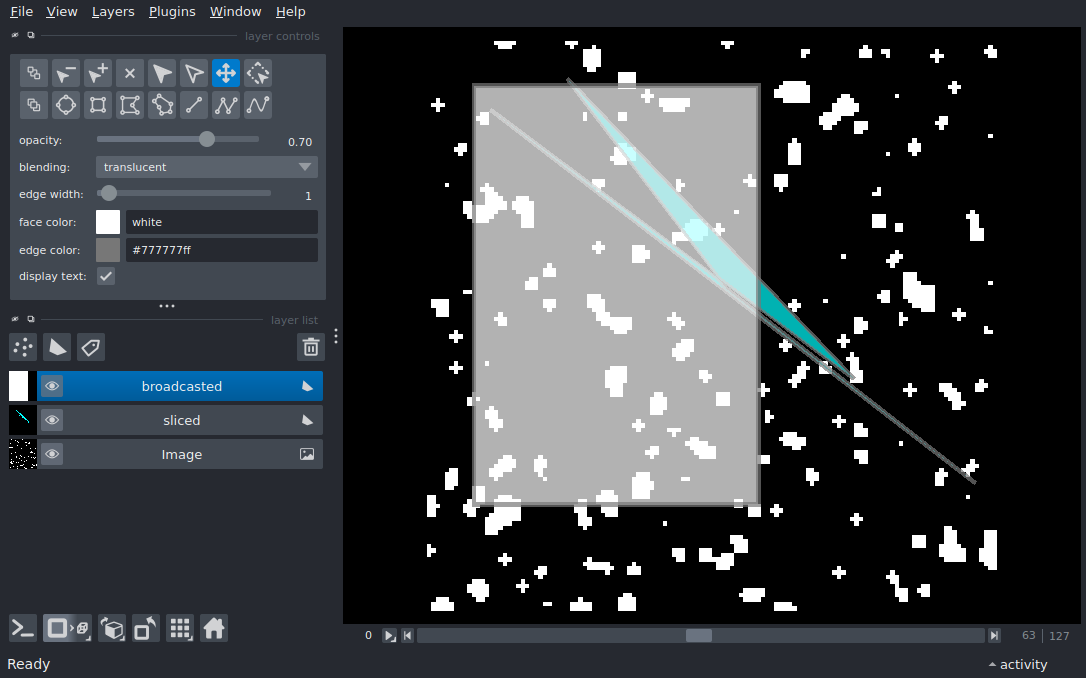 File View Layers Plugins Window Help
layer controls
opacity: 0.70
blending: translucent
edge width: 1
face color: white
edge color: #777777ff
display text:
layer list
broadcasted
sliced
Image
0 63 127
Ready activity